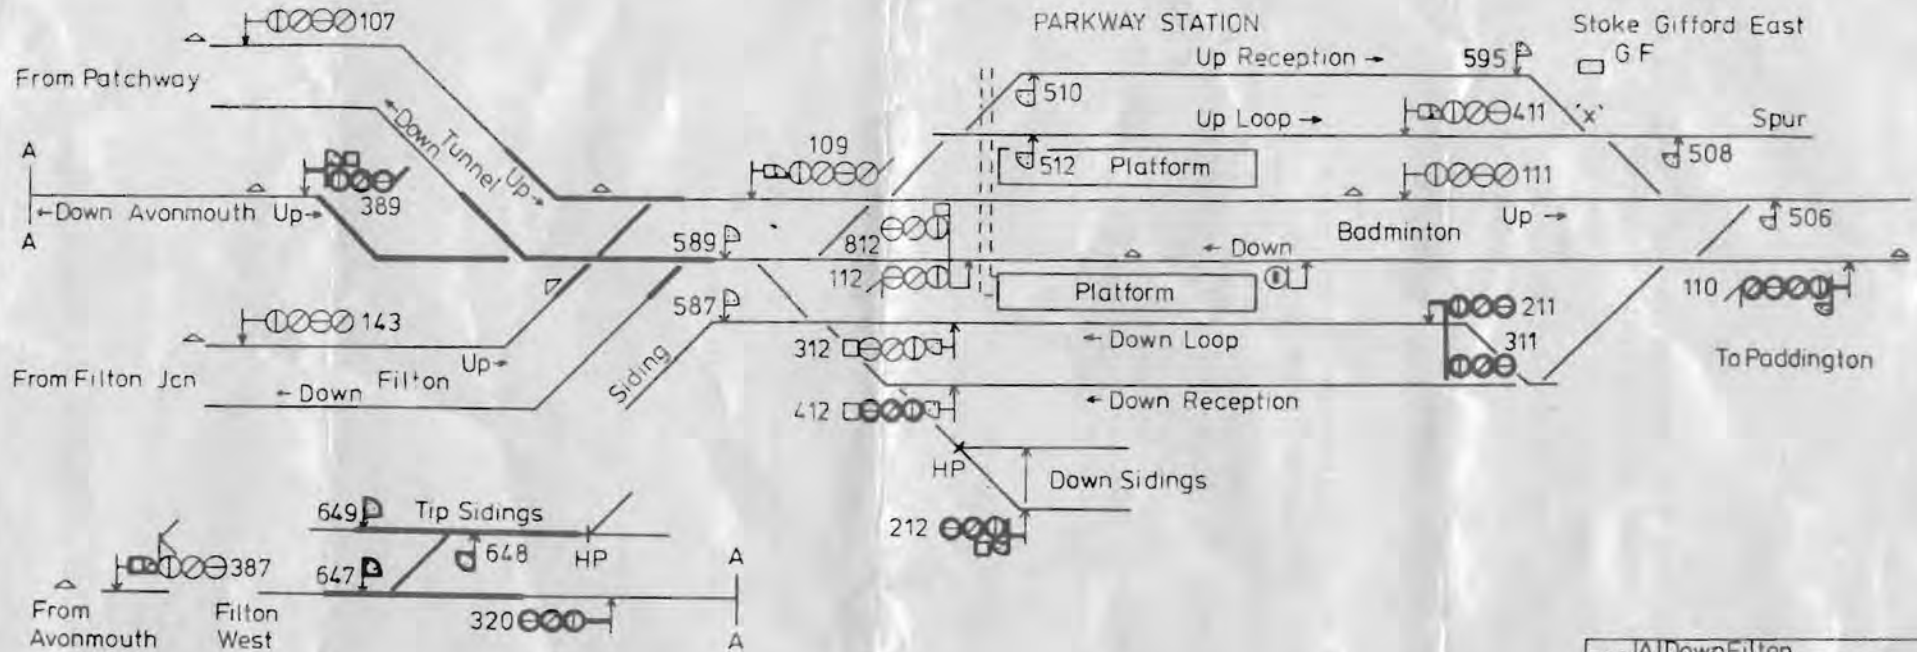 107
PARKWAY STATION
Stoke Gifford East
G F
Up Reception →
595
From Patchway
510
Up Loop →
411
'x'
Spur
←Down Tunnel
Up→
109
512
Platform
508
A
389
111
←Down Avonmouth Up→
A
589
812
← Down
Badminton
Up →
506
112
Platform
110
587
211
143
312
← Down Loop
311
Up→
To Paddington
From Filton Jcn
Filton
← Down
Siding
412
← Down Reception
HP
Down Sidings
212
649
Tip Sidings
648
HP
A
387
647
From
Avonmouth
Filton
West
320
A
|A|Down Filton